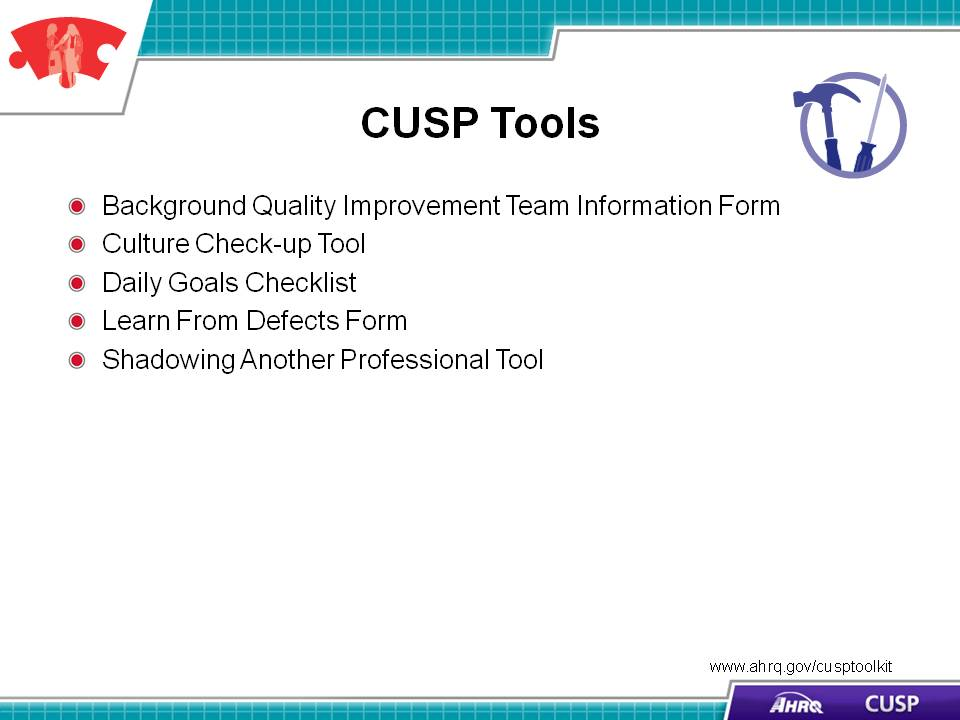 CUSP Tools
Background Quality Improvement Team Information Form
Culture Check-up Tool
Daily Goals Checklist
Learn From Defects Form
Shadowing Another Professional Tool
www.ahrq.gov/cusptoolkit
AHRQ CUSP